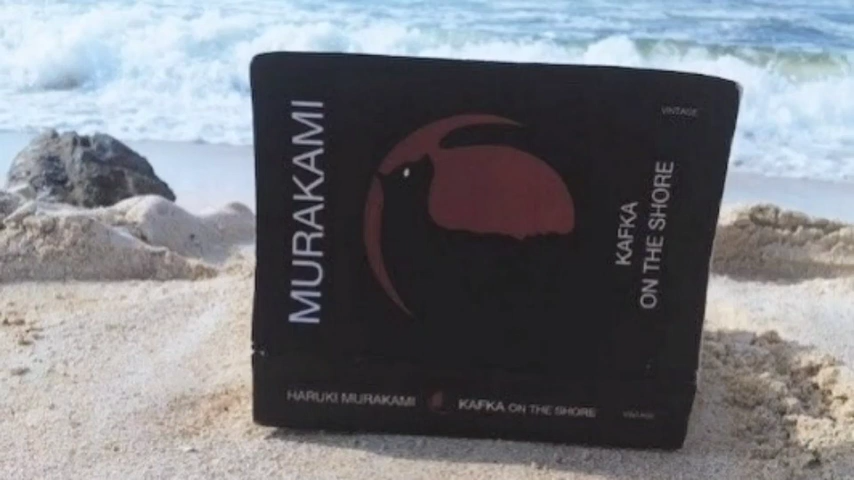 MURAKAMI
VINTAGE
KAFKA
ON THE SHORE
HARUKI MURAKAMI KAFKA ON THE SHORE VINTAGE